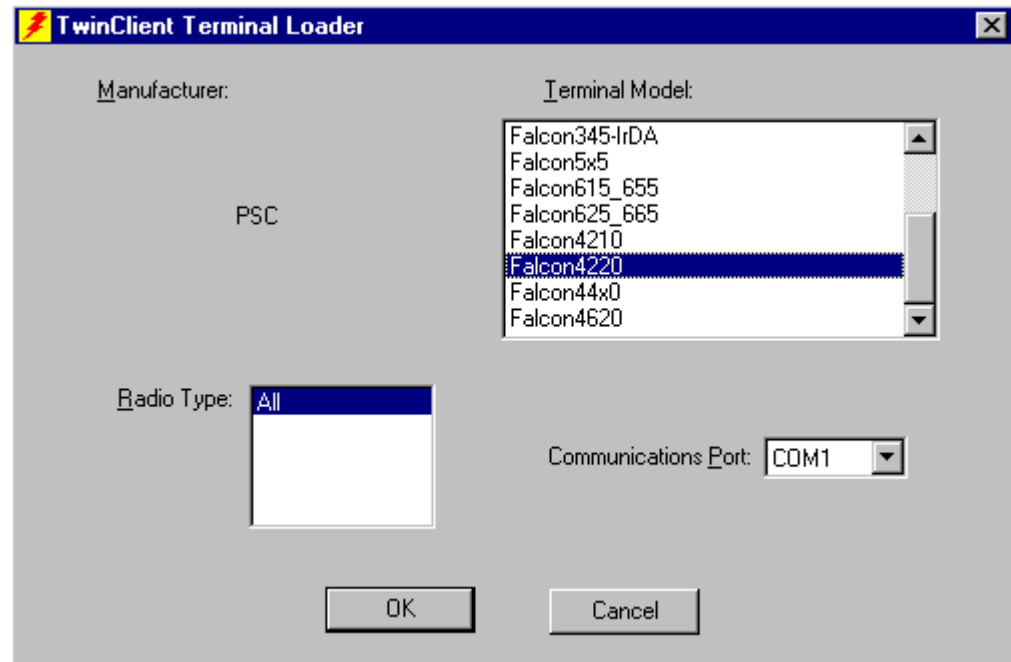 TwinClient Terminal Loader
Manufacturer:
PSC
Terminal Model:
Falcon345-IrDA
Falcon5x5
Falcon615_655
Falcon625_665
Falcon4210
Falcon4220
Falcon44x0
Falcon4620
Radio Type:
All
Communications Port:
COM1
OK
Cancel